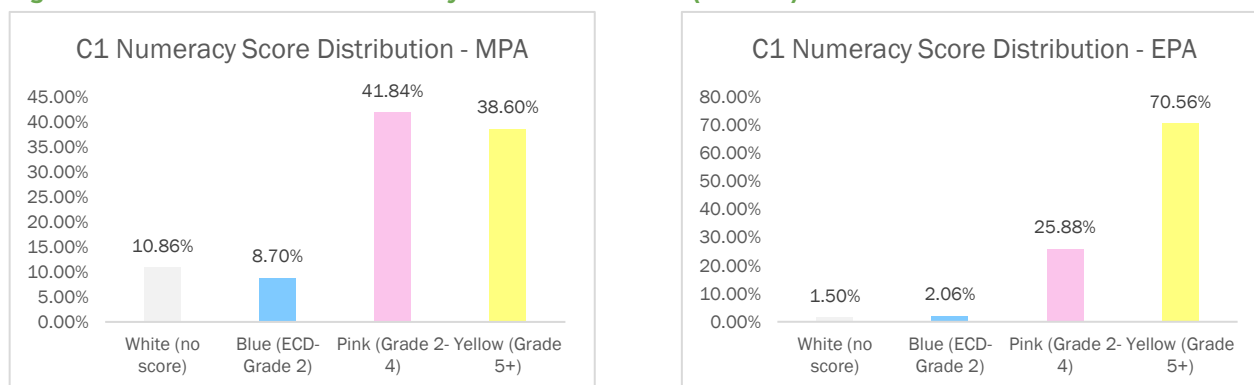 C1 Numeracy Score Distribution - MPA
45.00%
40.00%
35.00%
30.00%
25.00%
20.00%
15.00%
10.00%
5.00%
0.00%
10.86%
8.70%
41.84%
38.60%
White (no score)
Blue (ECD-Grade 2)
Pink (Grade 2-4)
Yellow (Grade 5+)
C1 Numeracy Score Distribution - EPA
80.00%
70.00%
60.00%
50.00%
40.00%
30.00%
20.00%
10.00%
0.00%
1.50%
2.06%
25.88%
70.56%
White (no score)
Blue (ECD-Grade 2)
Pink (Grade 2-4)
Yellow (Grade 5+)